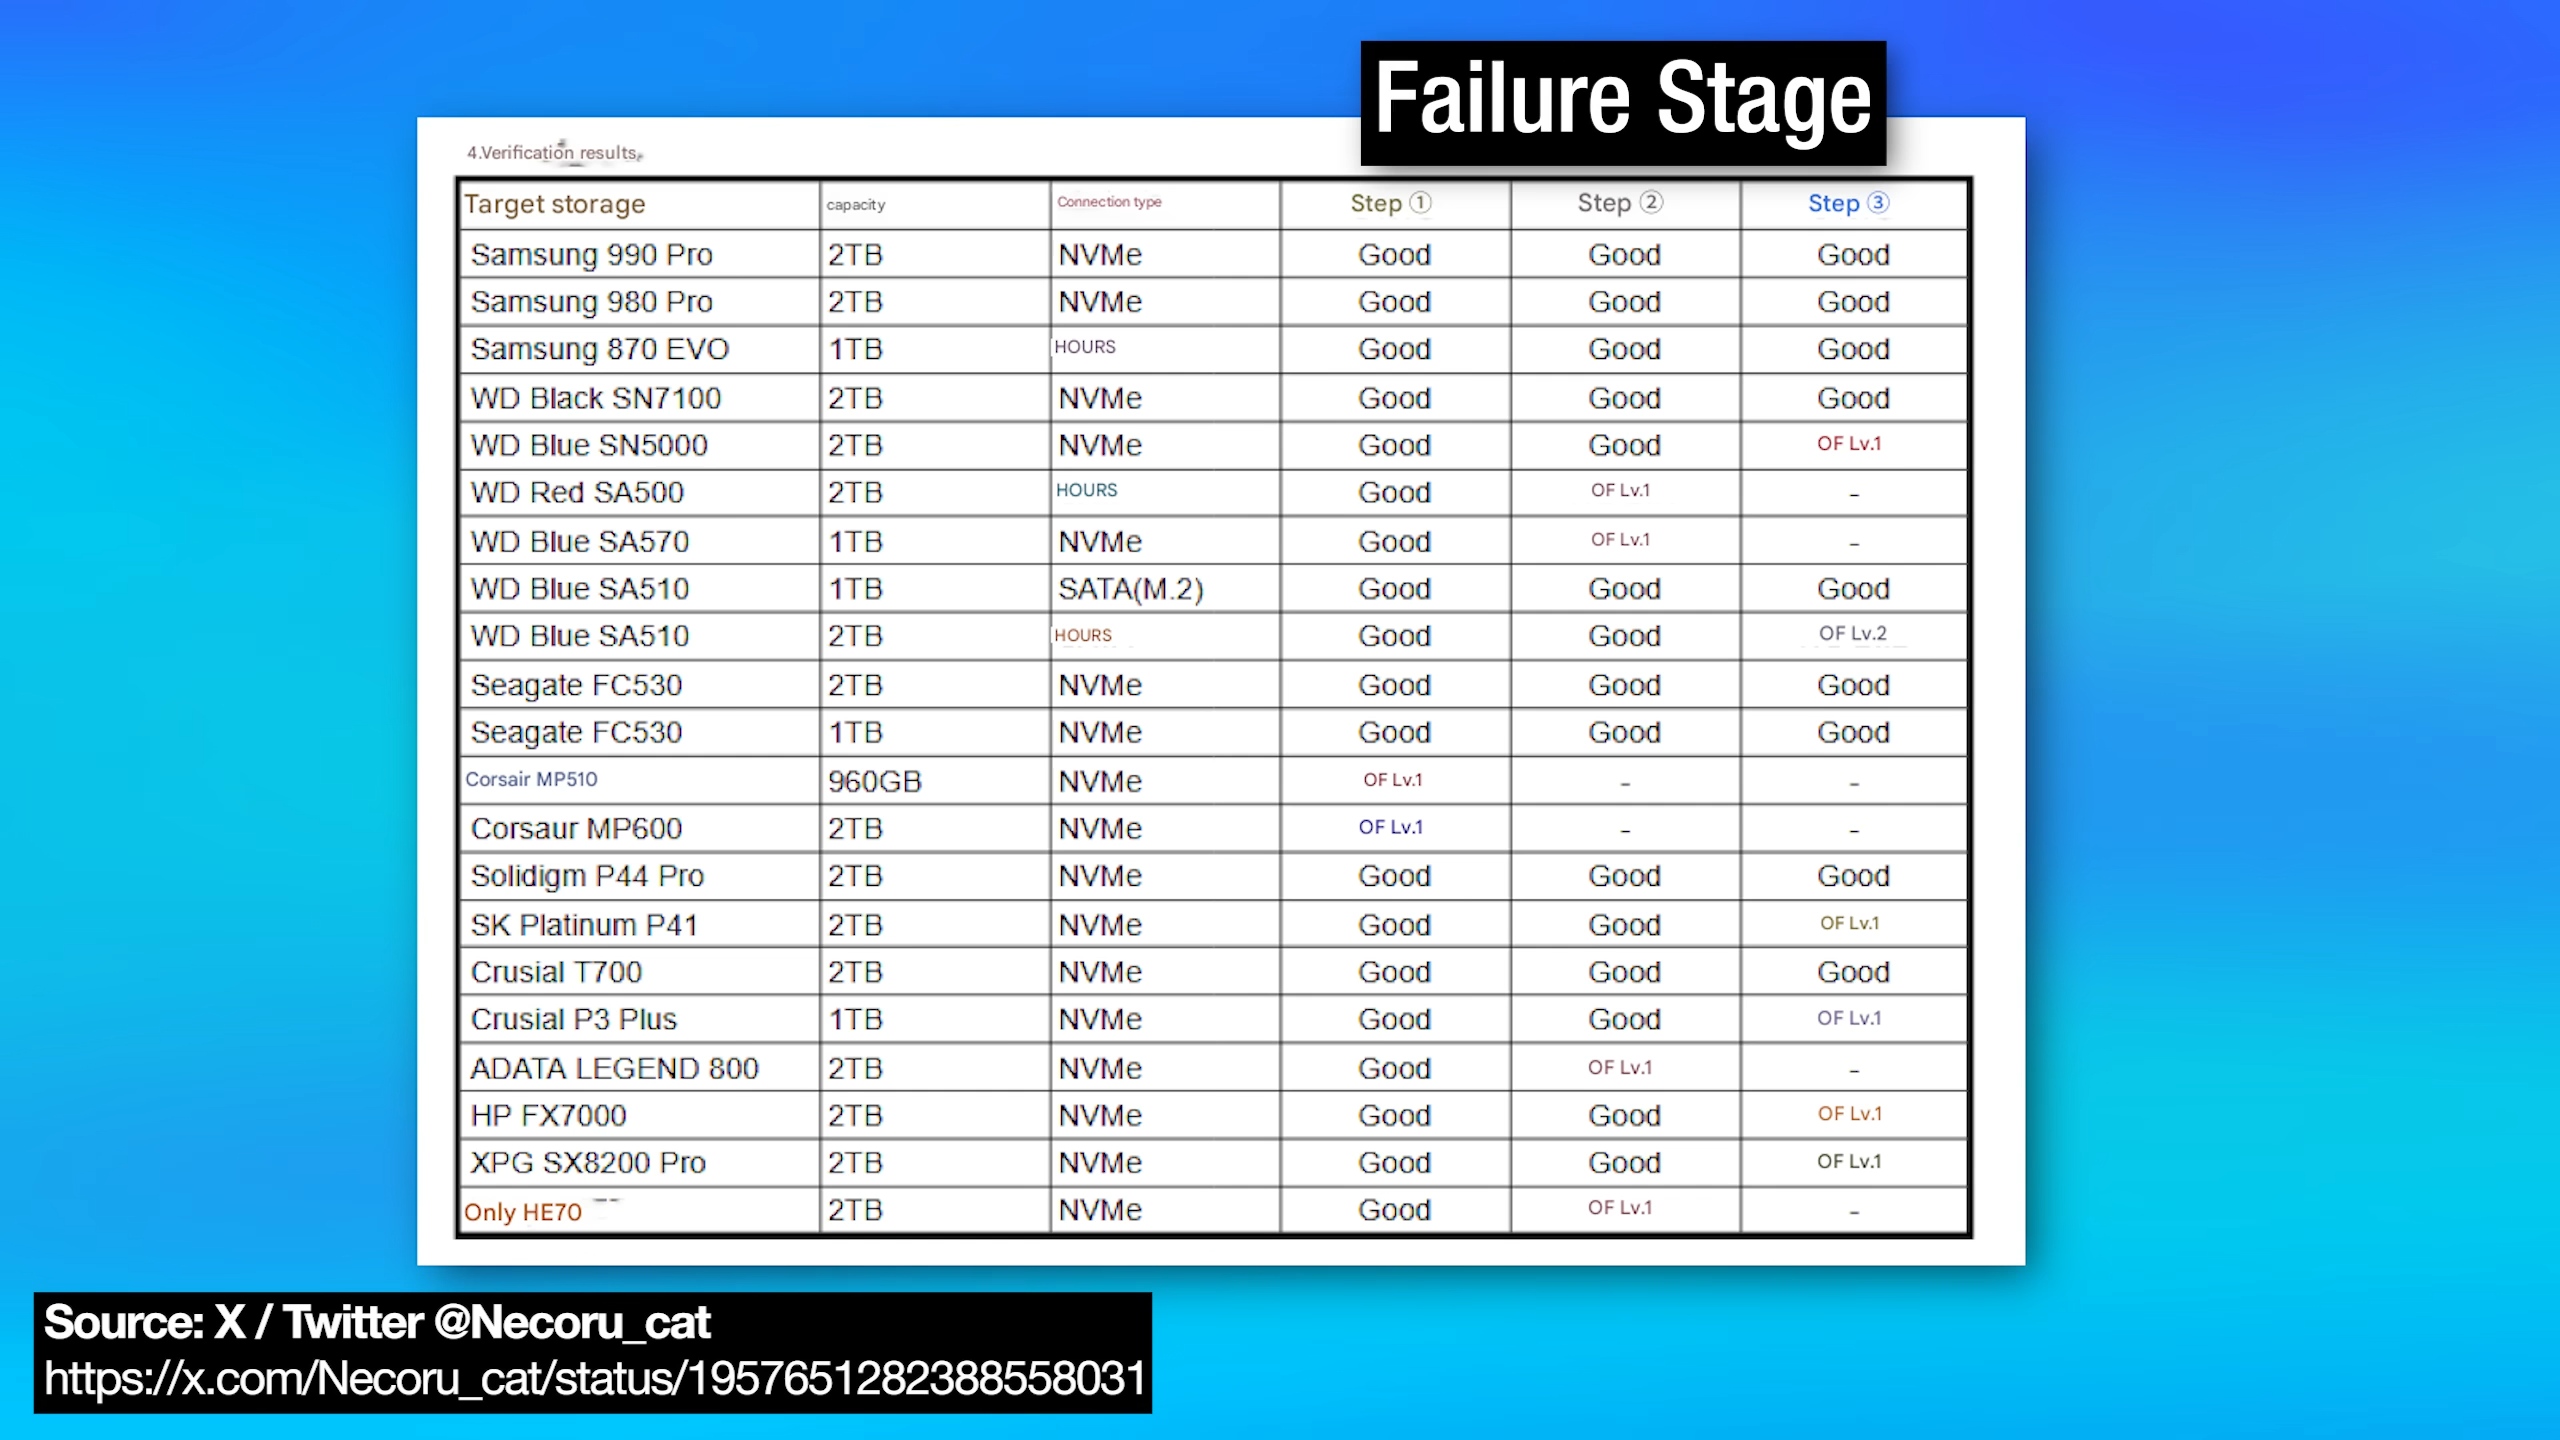 Failure Stage
4.Verification results
Target storage capacity Connection type Step ① Step ② Step ③
Samsung 990 Pro 2TB NVMe Good Good Good
Samsung 980 Pro 2TB NVMe Good Good Good
Samsung 870 EVO 1TB HOURS Good Good Good
WD Black SN7100 2TB NVMe Good Good Good
WD Blue SN5000 2TB NVMe Good Good OF Lv.1
WD Red SA500 2TB HOURS Good OF Lv.1 -
WD Blue SA570 1TB NVMe Good OF Lv.1 -
WD Blue SA510 1TB SATA(M.2) Good Good Good
WD Blue SA510 2TB HOURS Good Good OF Lv.2
Seagate FC530 2TB NVMe Good Good Good
Seagate FC530 1TB NVMe Good Good Good
Corsair MP510 960GB NVMe OF Lv.1 - -
Corsaur MP600 2TB NVMe OF Lv.1 - -
Solidigm P44 Pro 2TB NVMe Good Good Good
SK Platinum P41 2TB NVMe Good Good OF Lv.1
Crusial T700 2TB NVMe Good Good Good
Crusial P3 Plus 1TB NVMe Good Good OF Lv.1
ADATA LEGEND 800 2TB NVMe Good OF Lv.1 -
HP FX7000 2TB NVMe Good Good OF Lv.1
XPG SX8200 Pro 2TB NVMe Good Good OF Lv.1
Only HE70 2TB NVMe Good OF Lv.1 -
Source: X / Twitter @Necoru_cat
https://x.com/Necoru_cat/status/1957651282388558031